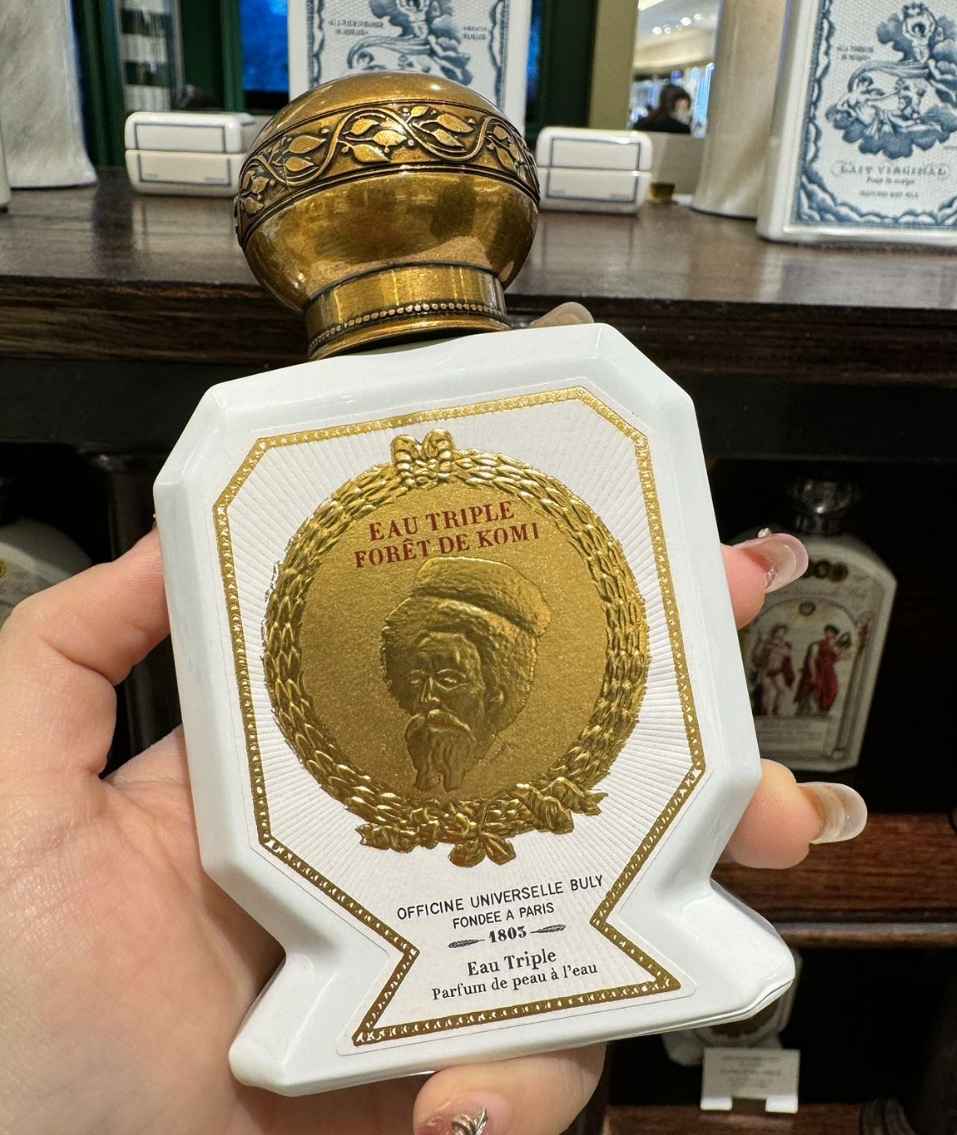 EAU TRIPLE
FORÊT DE KOMI
OFFICINE UNIVERSELLE BULY
FONDEE A PARIS
1803
Eau Triple
Parfum de peau à l'eau
LAIT VIRGINAL